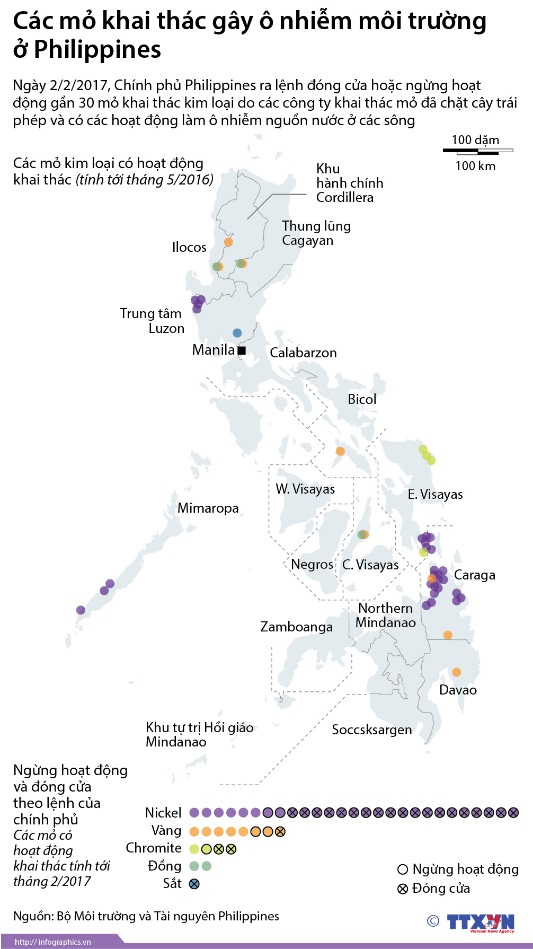 Các mỏ khai thác gây ô nhiễm môi trường
ở Philippines
Ngày 2/2/2017, Chính phủ Philippines ra lệnh đóng cửa hoặc ngừng hoạt
động gần 30 mỏ khai thác kim loại do các công ty khai thác mỏ đã chặt cây trái
phép và có các hoạt động làm ô nhiễm nguồn nước ở các sông
100 dặm
100 km
Các mỏ kim loại có hoạt động
khai thác (tính tới tháng 5/2016)
Khu
hành chính
Cordillera
Thung lũng
Cagayan
Ilocos
Trung tâm
Luzon
Manila
Calabarzon
Bicol
W. Visayas
E. Visayas
Mimaropa
Negros
C. Visayas
Caraga
Northern
Mindanao
Zamboanga
Davao
Khu tự trị Hồi giáo
Mindanao
Soccsksargen
Ngừng hoạt động
và đóng cửa
theo lệnh của
chính phủ
Các mỏ có
hoạt động
khai thác tính tới
tháng 2/2017
Nickel
Vàng
Chromite
Đồng
Sắt
Ngừng hoạt động
Đóng cửa
Nguồn: Bộ Môi trường và Tài nguyên Philippines
© TTXVN
Vietnam News Agency
http://infographics.vn